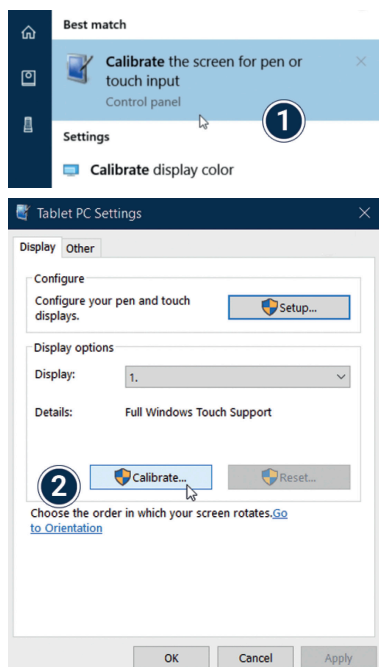 Best match
Calibrate the screen for pen or
touch input
Control panel
1
Settings
Calibrate display color
Tablet PC Settings
Display Other
Configure
Configure your pen and touch
displays.
Setup...
Display options
Display:
1.
Details:
Full Windows Touch Support
2
Calibrate...
Reset...
Choose the order in which your screen rotates.Go
to Orientation
OK
Cancel
Apply